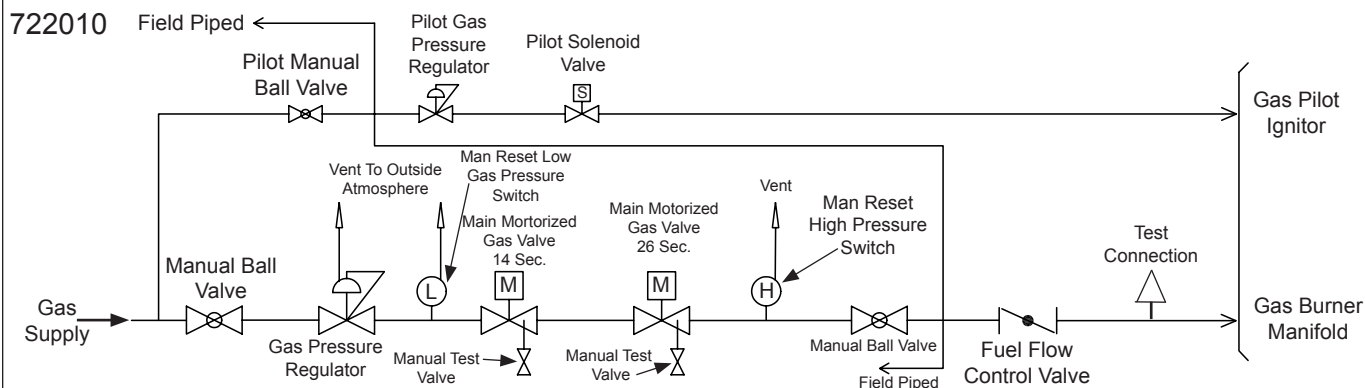 722010
Field Piped
Pilot Gas
Pressure
Regulator
Pilot Solenoid
Valve
Pilot Manual
Ball Valve
S
Gas Pilot
Ignitor
Vent To Outside
Atmosphere
Man Reset Low
Gas Pressure
Switch
Main Mortorized
Gas Valve
14 Sec.
Main Motorized
Gas Valve
26 Sec.
Vent
Man Reset
High Pressure
Switch
Test
Connection
Manual Ball
Valve
Gas
Supply
L
M
M
H
Gas Burner
Manifold
Gas Pressure
Regulator
Manual Test
Valve
Manual Test
Valve
Manual Ball Valve
Field Piped
Fuel Flow
Control Valve